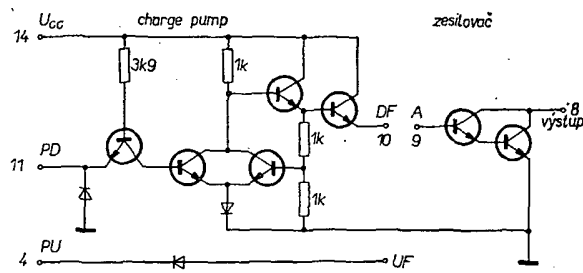 UCC charge pump zesilovač
14
3k9 1k
DF A 8
výstup
10 9
1k
PD
11
1k
PU
4 UF